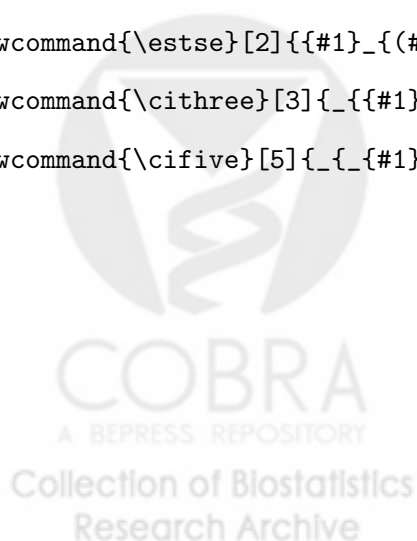 wcommand{\estse}[2]{{#1}_{(#
wcommand{\cithree}[3]{_{{#1}
wcommand{\cifive}[5]{_{_{#1}
COBRA
A BEPRESS REPOSITORY
Collection of Biostatistics
Research Archive